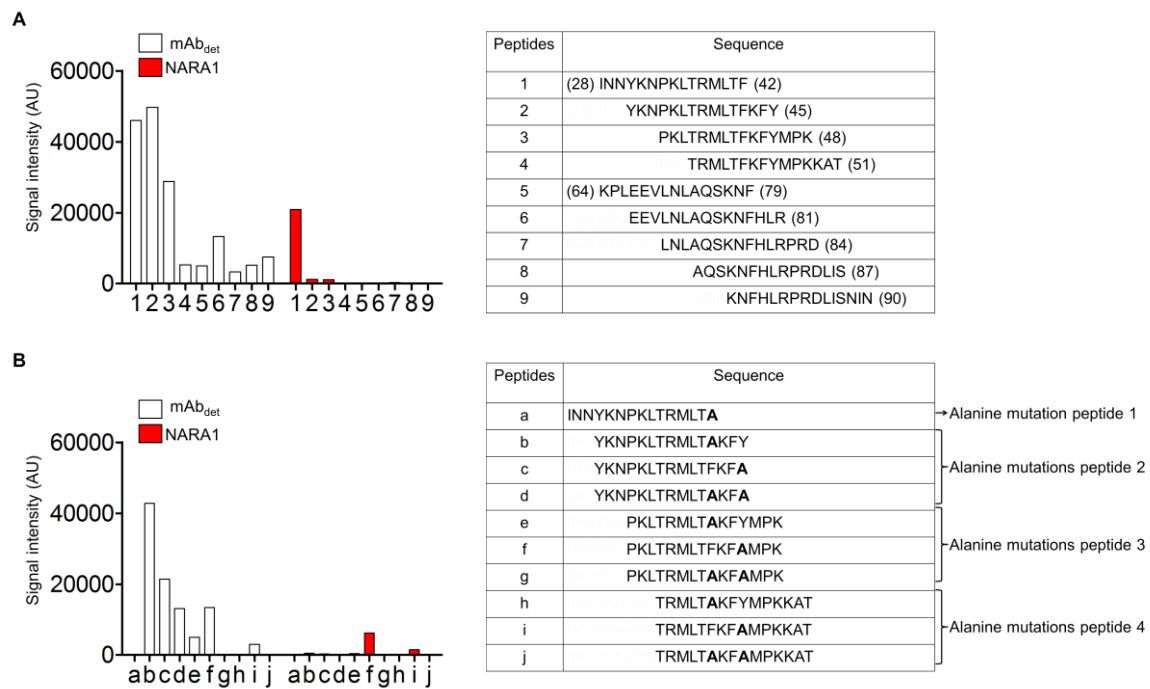 A
mAbdet
NARA1
60000
40000
20000
0
Signal intensity (AU)
1 2 3 4 5 6 7 8 9 1 2 3 4 5 6 7 8 9
Peptides Sequence
1 (28) INNYKNPKLTRMLTF (42)
2 YKNPKLTRMLTFKFY (45)
3 PKLTRMLTFKFYMPK (48)
4 TRMLTFKFYMPKKAT (51)
5 (64) KPLEEVLNLAQSKNF (79)
6 EEVLNLAQSKNFHLR (81)
7 LNLAQSKNFHLRPRD (84)
8 AQSKNFHLRPRDLIS (87)
9 KNFHLRPRDLISNIN (90)
B
mAbdet
NARA1
60000
40000
20000
0
Signal intensity (AU)
a b c d e f g h i j a b c d e f g h i j
Peptides Sequence
a INNYKNPKLTRMLTA Alanine mutation peptide 1
b YKNPKLTRMLTAKFY
c YKNPKLTRMLTFKFA Alanine mutations peptide 2
d YKNPKLTRMLTAKFA
e PKLTRMLTAKFYMPK
f PKLTRMLTFKFAMPK Alanine mutations peptide 3
g PKLTRMLTAKFAMPK
h TRMLTAKFYMPKKAT
i TRMLTFKFAMPKKAT Alanine mutations peptide 4
j TRMLTAKFAMPKKAT